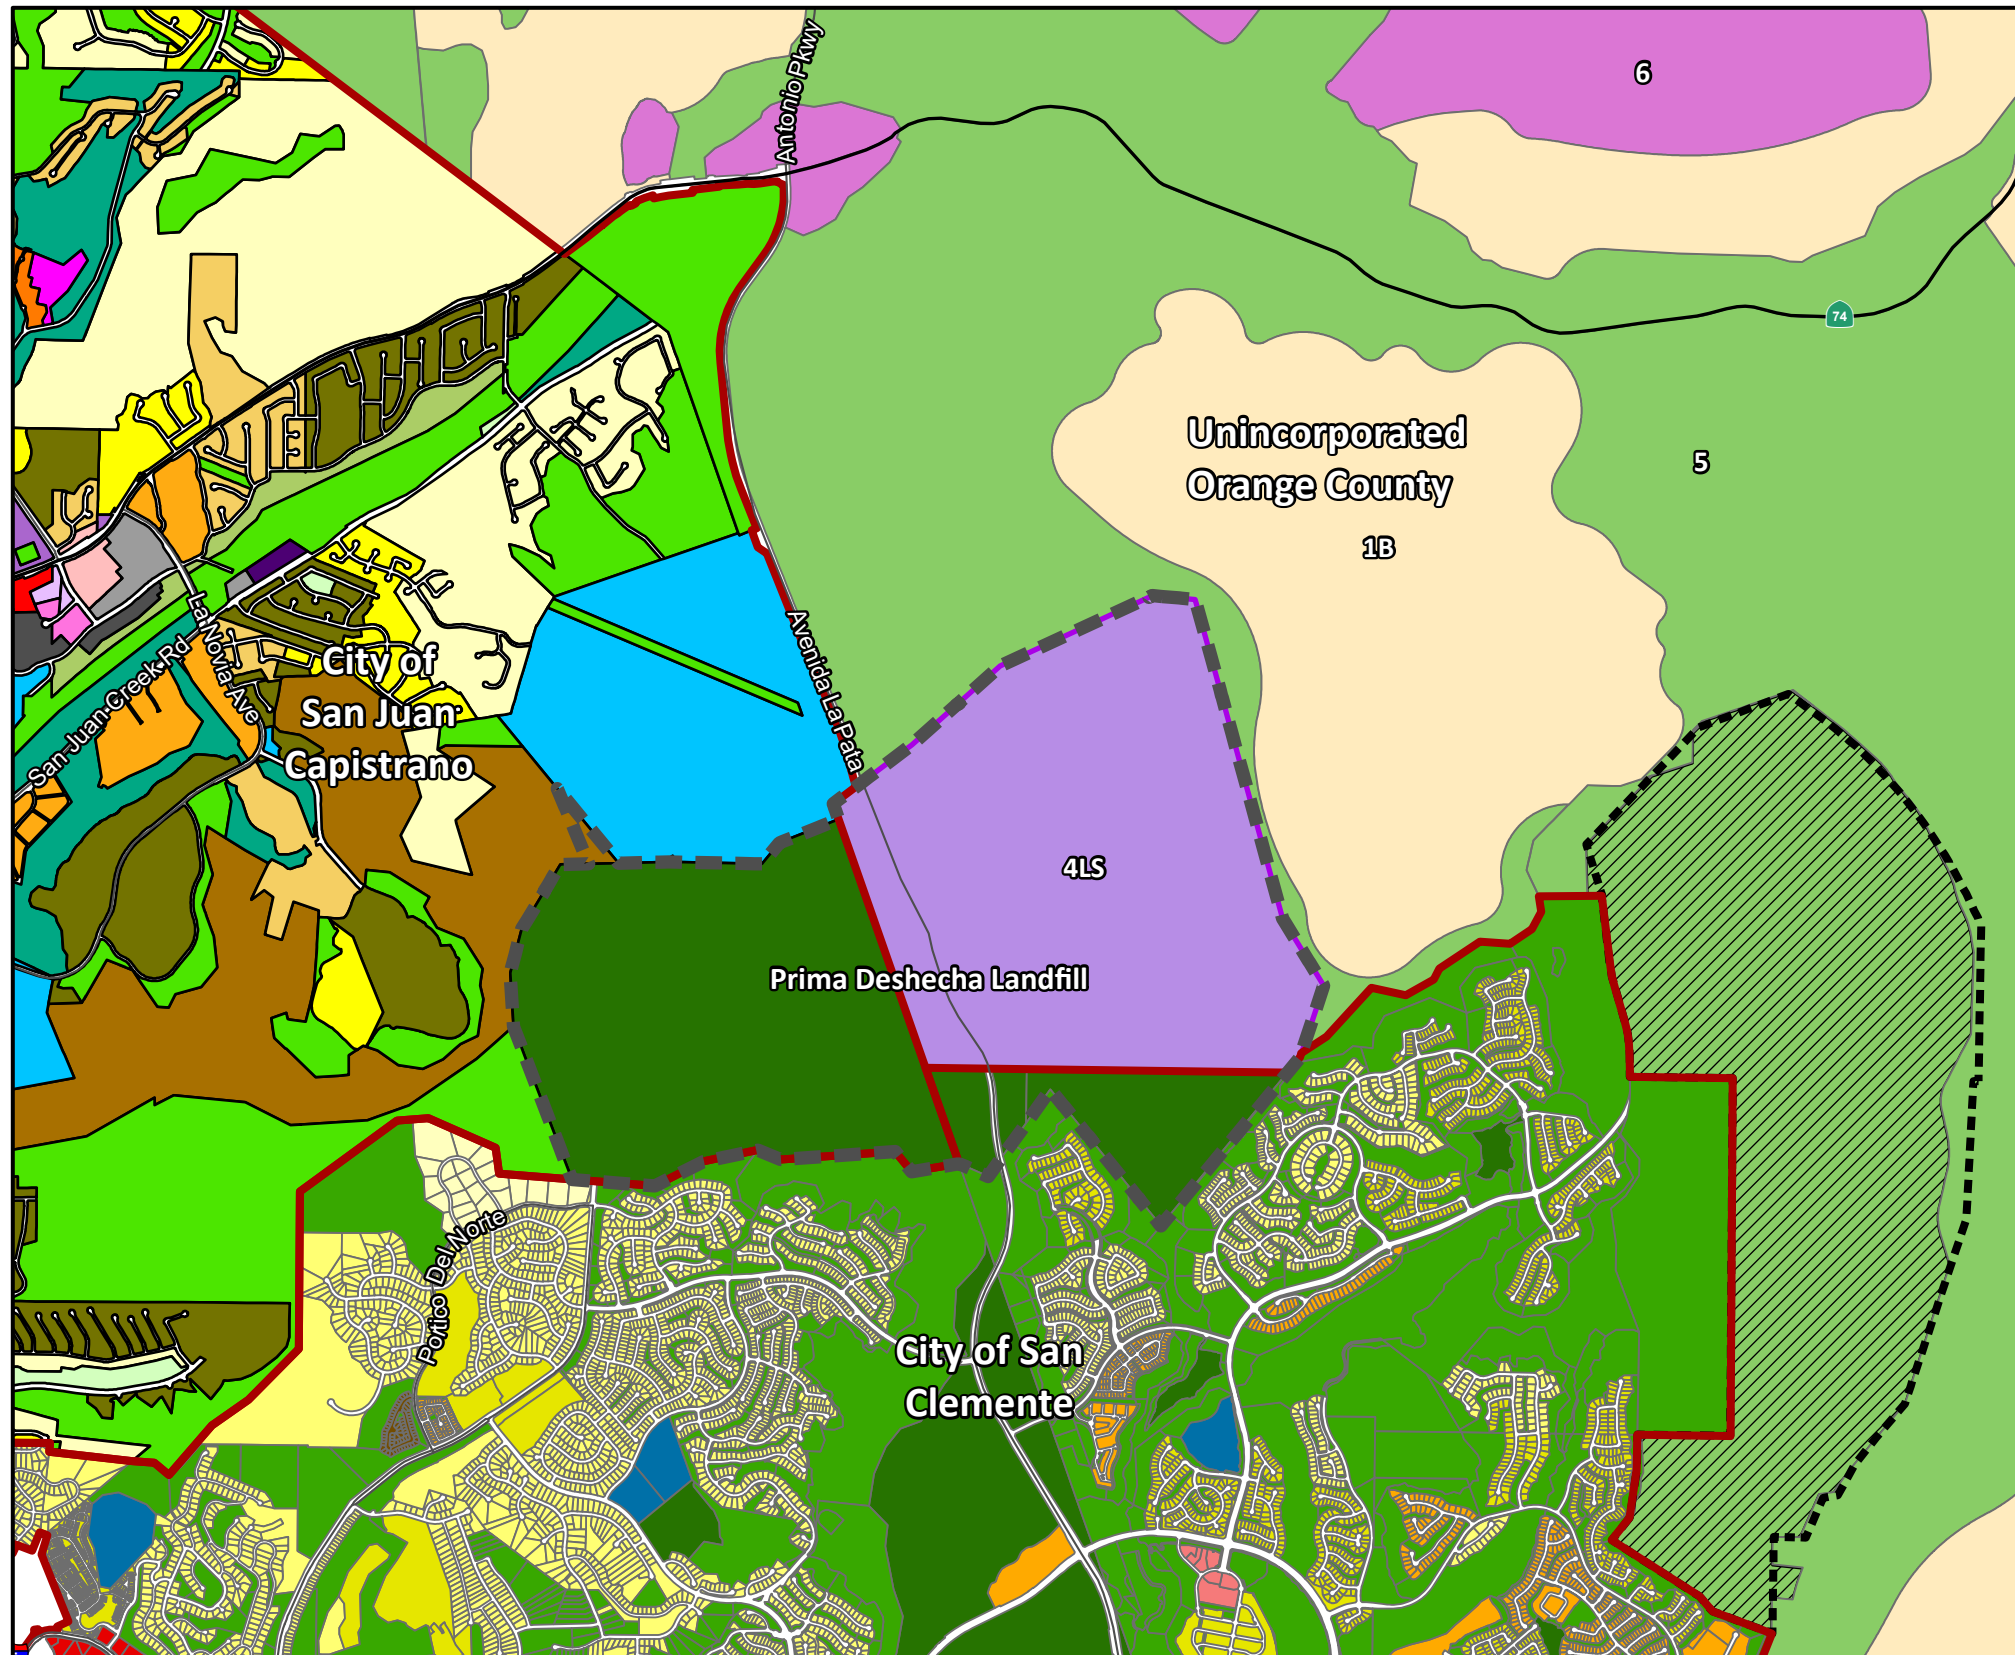 Antonio Pkwy
6
74
Unincorporated
Orange County
5
1B
La Novia Ave
San Juan Creek Rd
City of
San Juan
Capistrano
Avenida La Pata
4LS
Prima Deshecha Landfill
Portico Del Norte
City of San
Clemente